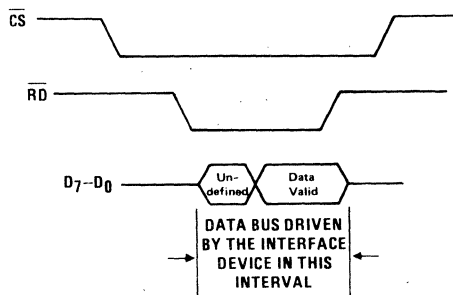 CS
RD
D7--D0
Un-
defined
Data
Valid
DATA BUS DRIVEN
BY THE INTERFACE
DEVICE IN THIS
INTERVAL